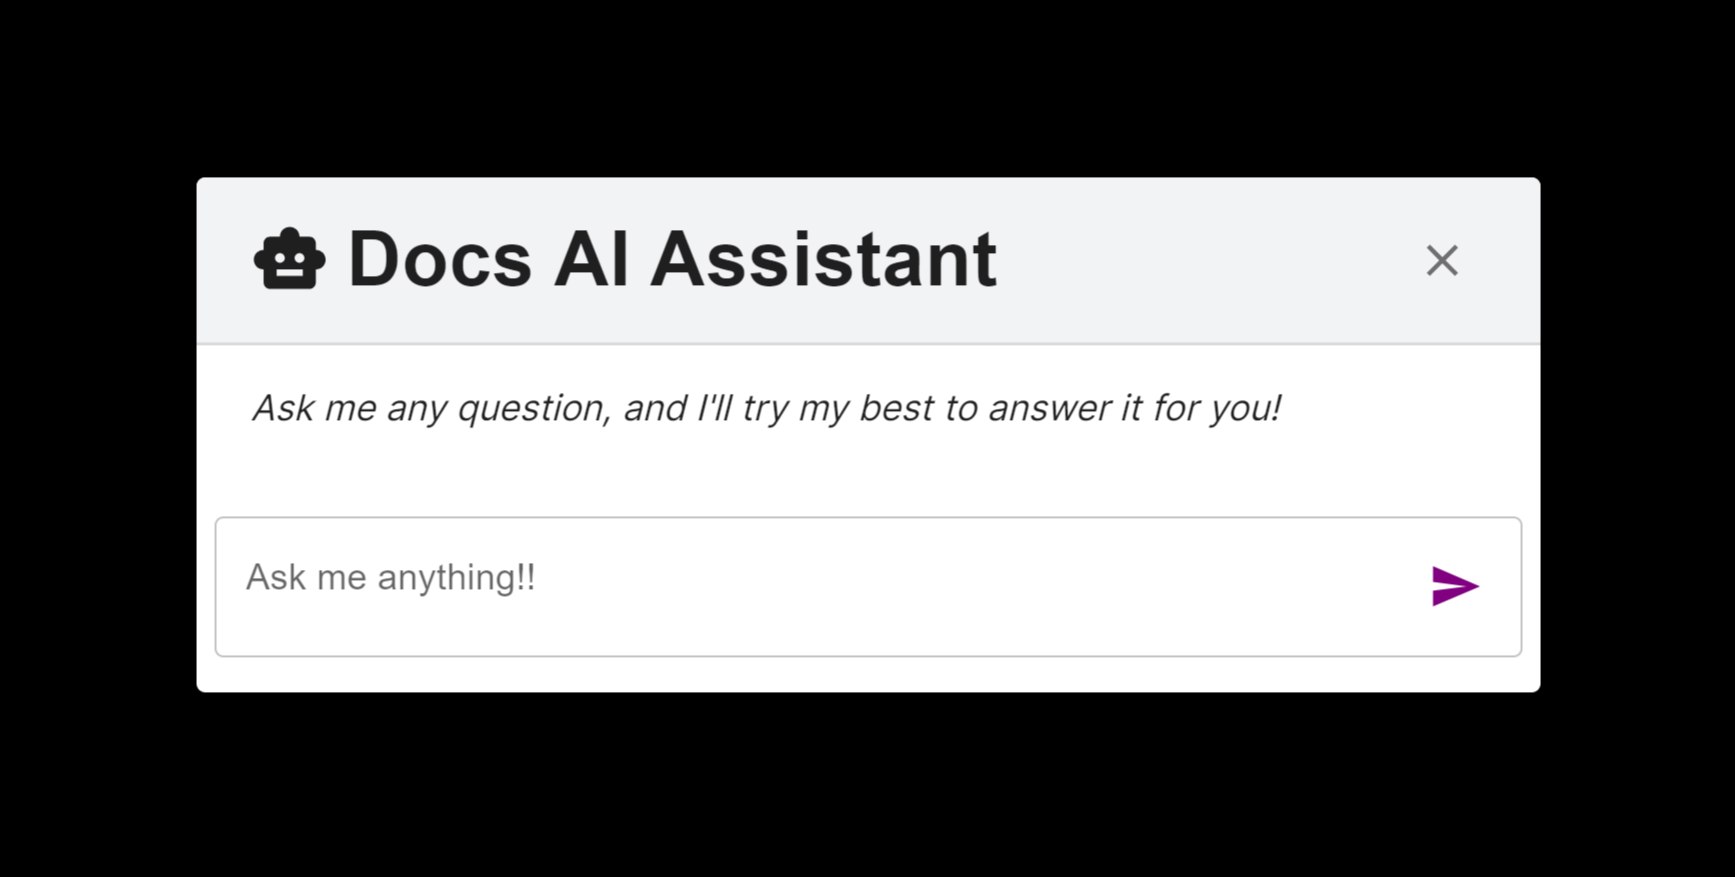 Docs AI Assistant
Ask me any question, and I'll try my best to answer it for you!
Ask me anything!!